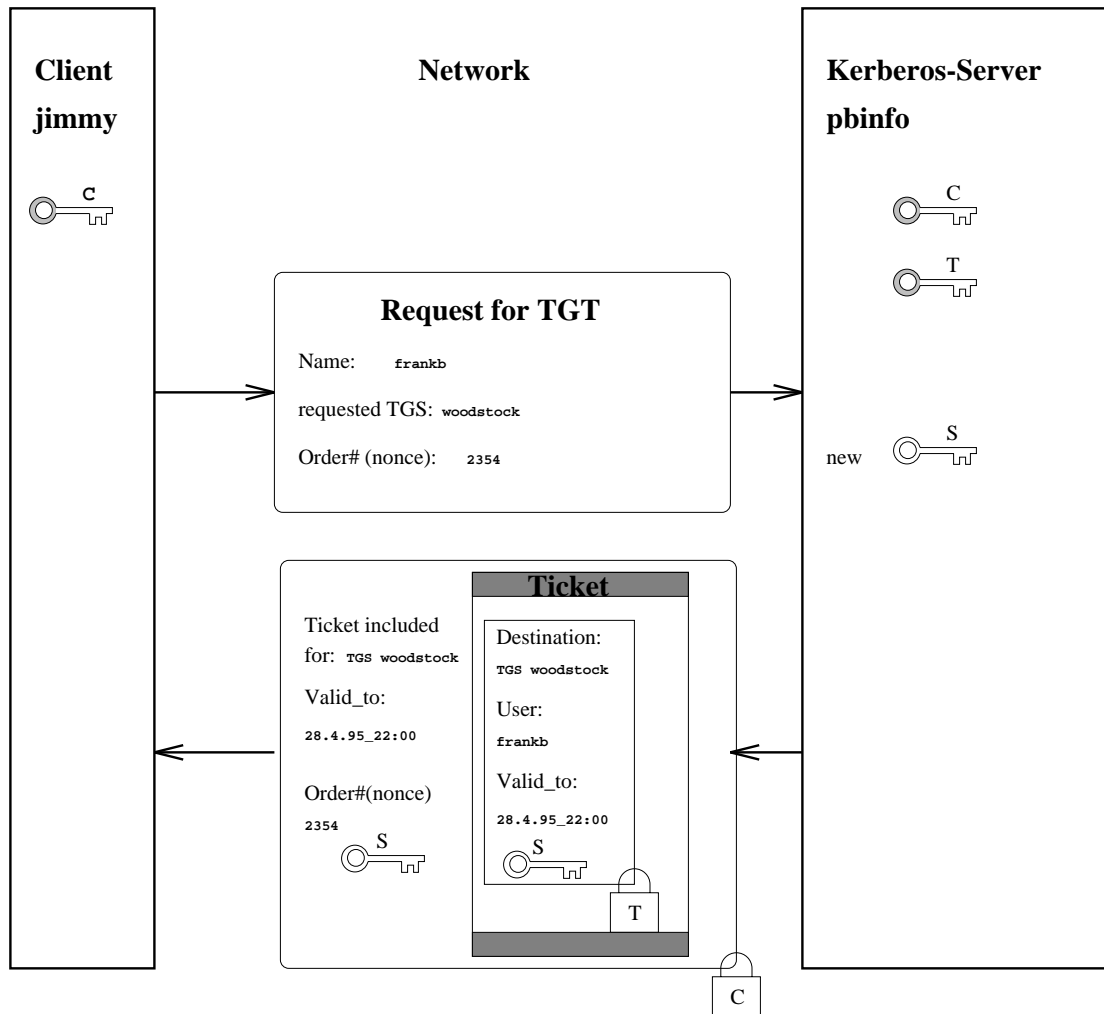 Client
jimmy
C
Network
Kerberos-Server
pbinfo
C
T
new
S
Request for TGT
Name: frankb
requested TGS: woodstock
Order# (nonce): 2354
Ticket included
for: TGS woodstock
Valid_to:
28.4.95_22:00
Order#(nonce)
2354
S
Ticket
Destination:
TGS woodstock
User:
frankb
Valid_to:
28.4.95_22:00
S
T
C